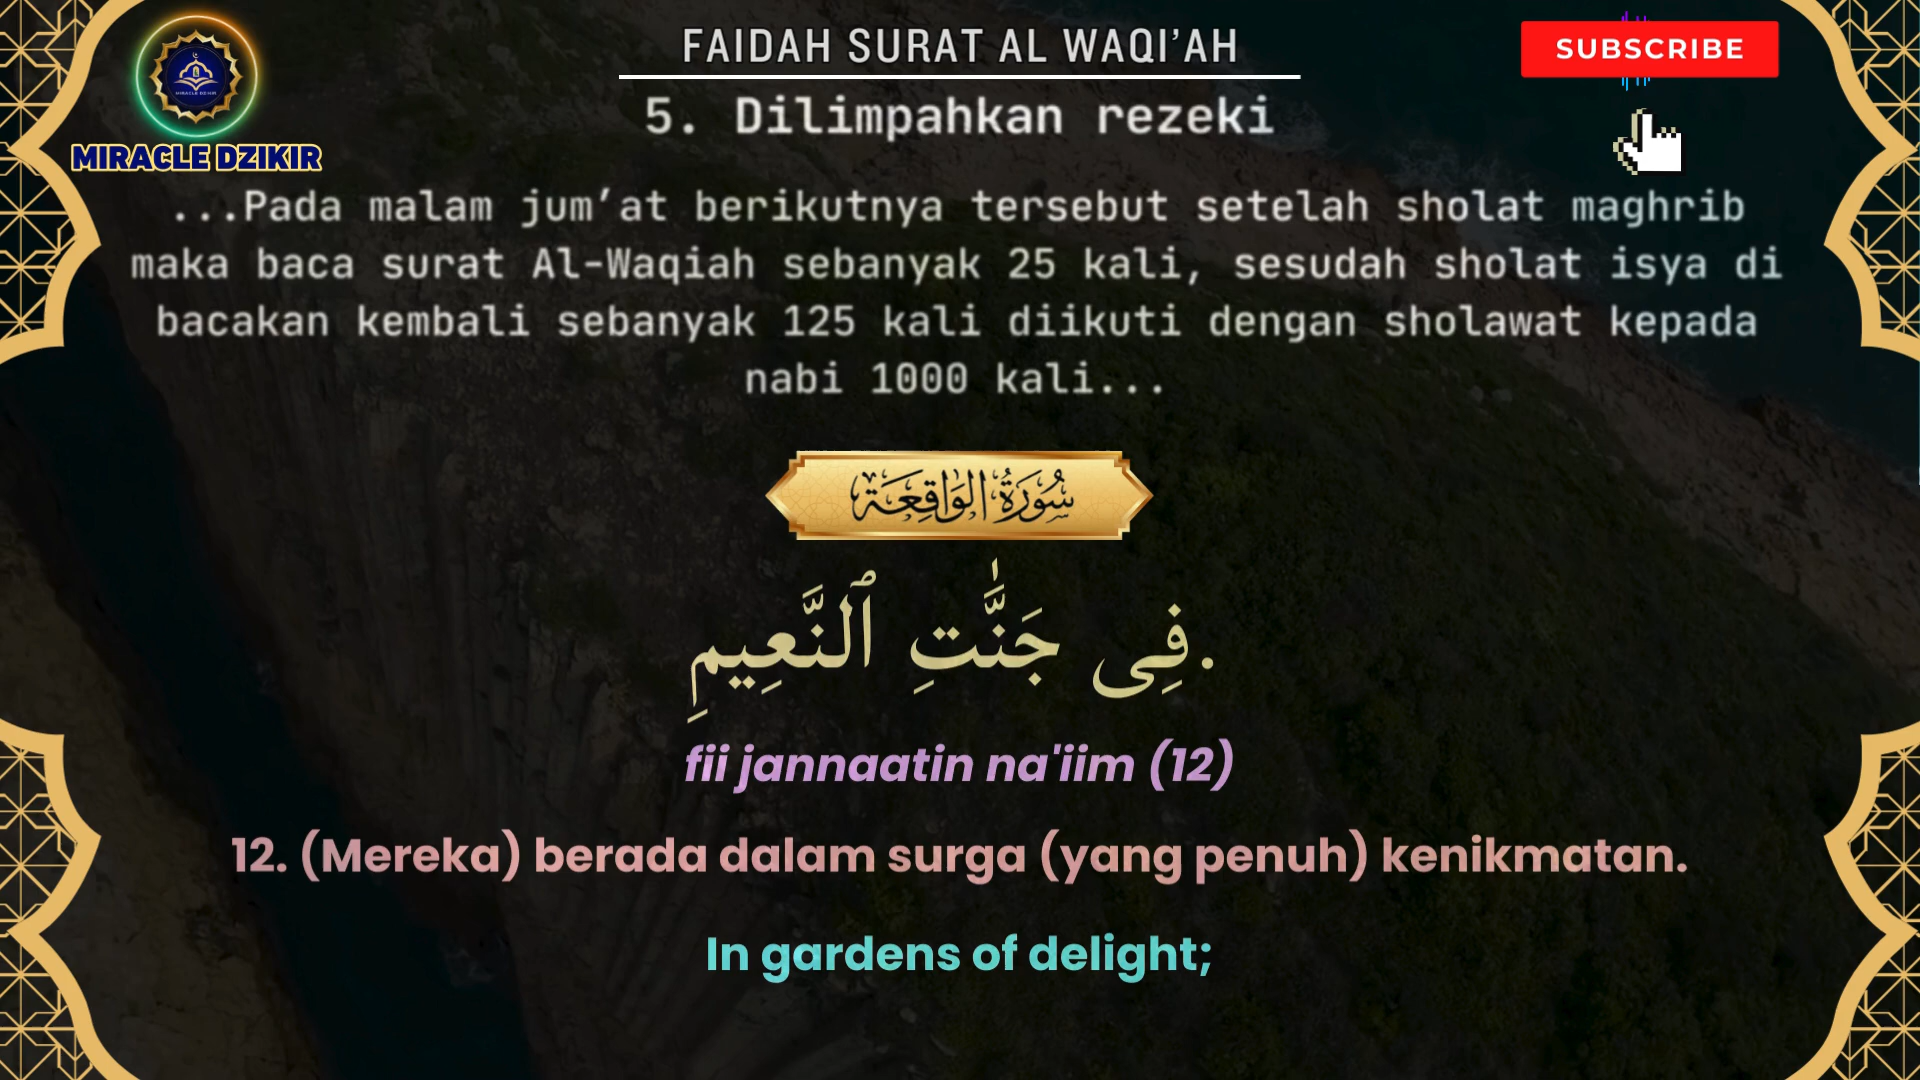 FAIDAH SURAT AL WAQI’AH
SUBSCRIBE
5. Dilimpahkan rezeki
MIRACLE DZIKIR
...Pada malam jum’at berikutnya tersebut setelah sholat maghrib
maka baca surat Al-Waqiah sebanyak 25 kali, sesudah sholat isya di
bacakan kembali sebanyak 125 kali diikuti dengan sholawat kepada
nabi 1000 kali...
سُورَةُ الوَاقِعَة
.فِى جَنَّٰتِ ٱلنَّعِيمِ
fii jannaatin na'iim (12)
12. (Mereka) berada dalam surga (yang penuh) kenikmatan.
In gardens of delight;